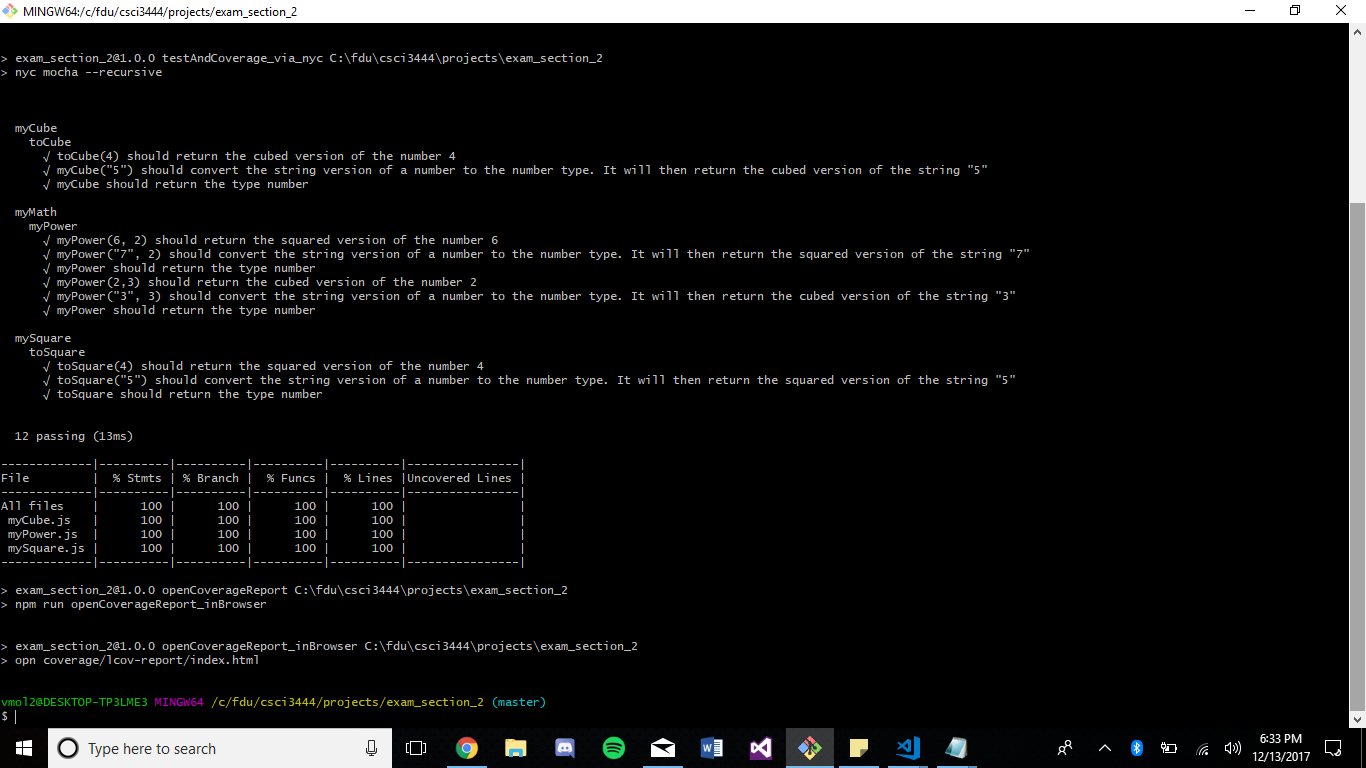 MINGW64:/c/fdu/csci3444/projects/exam_section_2
> exam_section_2@1.0.0 testAndCoverage_via_nyc C:\fdu\csci3444\projects\exam_section_2
> nyc mocha --recursive
myCube
toCube
√ toCube(4) should return the cubed version of the number 4
√ myCube("5") should convert the string version of a number to the number type. It will then return the cubed version of the string "5"
√ myCube should return the type number
myMath
myPower
√ myPower(6, 2) should return the squared version of the number 6
√ myPower("7", 2) should convert the string version of a number to the number type. It will then return the squared version of the string "7"
√ myPower should return the type number
√ myPower(2,3) should return the cubed version of the number 2
√ myPower("3", 3) should convert the string version of a number to the number type. It will then return the cubed version of the string "3"
√ myPower should return the type number
mySquare
toSquare
√ toSquare(4) should return the squared version of the number 4
√ toSquare("5") should convert the string version of a number to the number type. It will then return the squared version of the string "5"
√ toSquare should return the type number
12 passing (13ms)
-------------|----------|----------|----------|----------|----------------|
File         |  % Stmts | % Branch |  % Funcs |  % Lines |Uncovered Lines |
-------------|----------|----------|----------|----------|----------------|
All files    |      100 |      100 |      100 |      100 |                |
 myCube.js   |      100 |      100 |      100 |      100 |                |
 myPower.js  |      100 |      100 |      100 |      100 |                |
 mySquare.js |      100 |      100 |      100 |      100 |                |
-------------|----------|----------|----------|----------|----------------|
> exam_section_2@1.0.0 openCoverageReport C:\fdu\csci3444\projects\exam_section_2
> npm run openCoverageReport_inBrowser
> exam_section_2@1.0.0 openCoverageReport_inBrowser C:\fdu\csci3444\projects\exam_section_2
> opn coverage/lcov-report/index.html
vmol2@DESKTOP-TP3LME3 MINGW64 /c/fdu/csci3444/projects/exam_section_2 (master)
$
Type here to search
6:33 PM
12/13/2017